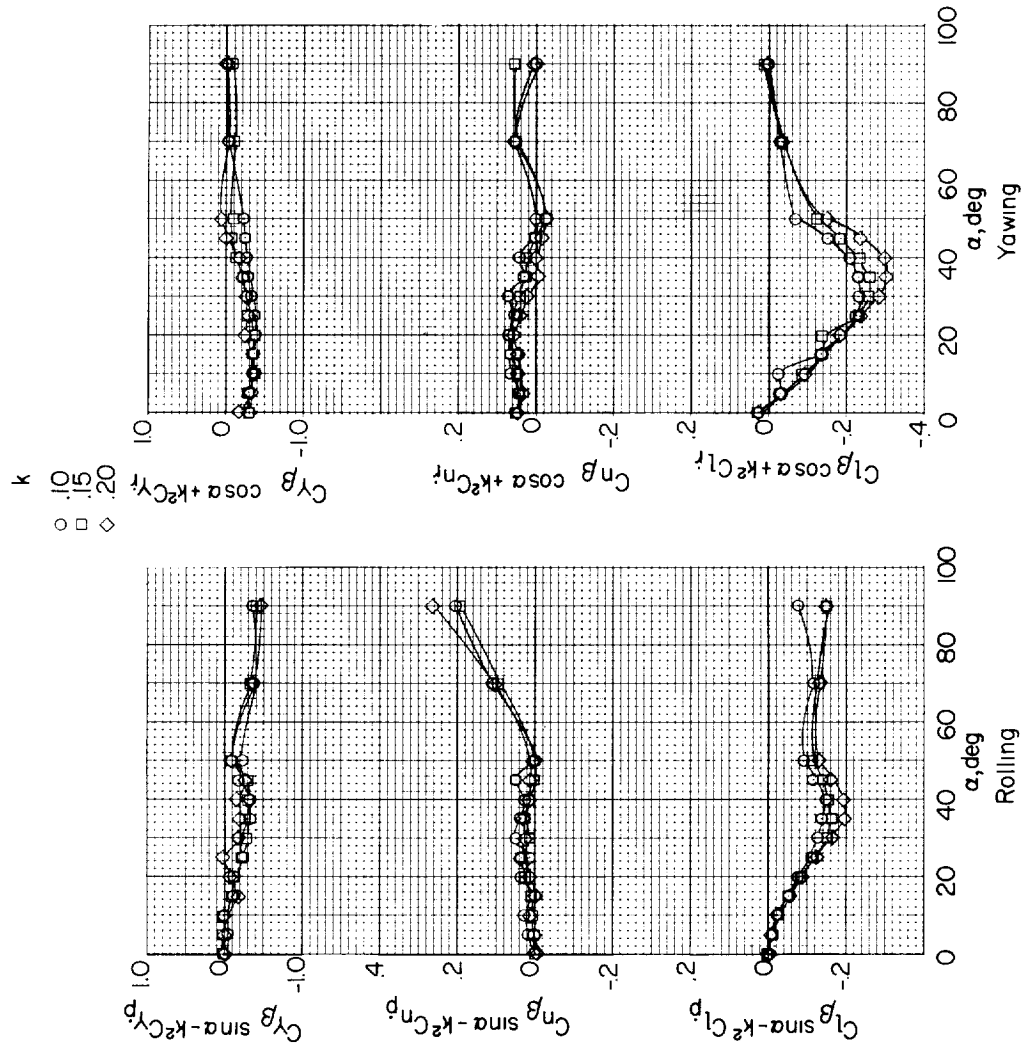 k
○ .10
□ .15
◇ .20
1.0
0
-1.0
CYβ sinα-k²CYṗ
.4
.2
0
Cnβ sinα-k²Cnṗ
.2
0
-.2
Clβ sinα-k²Clṗ
0 20 40 60 80 100
α,deg
Rolling
1.0
0
-1.0
CYβ cosα+k²CYṙ
.2
0
Cnβ cosα+k²Cnṙ
0
-.2
-.4
Clβ cosα+k²Clṙ
0 20 40 60 80 100
α,deg
Yawing